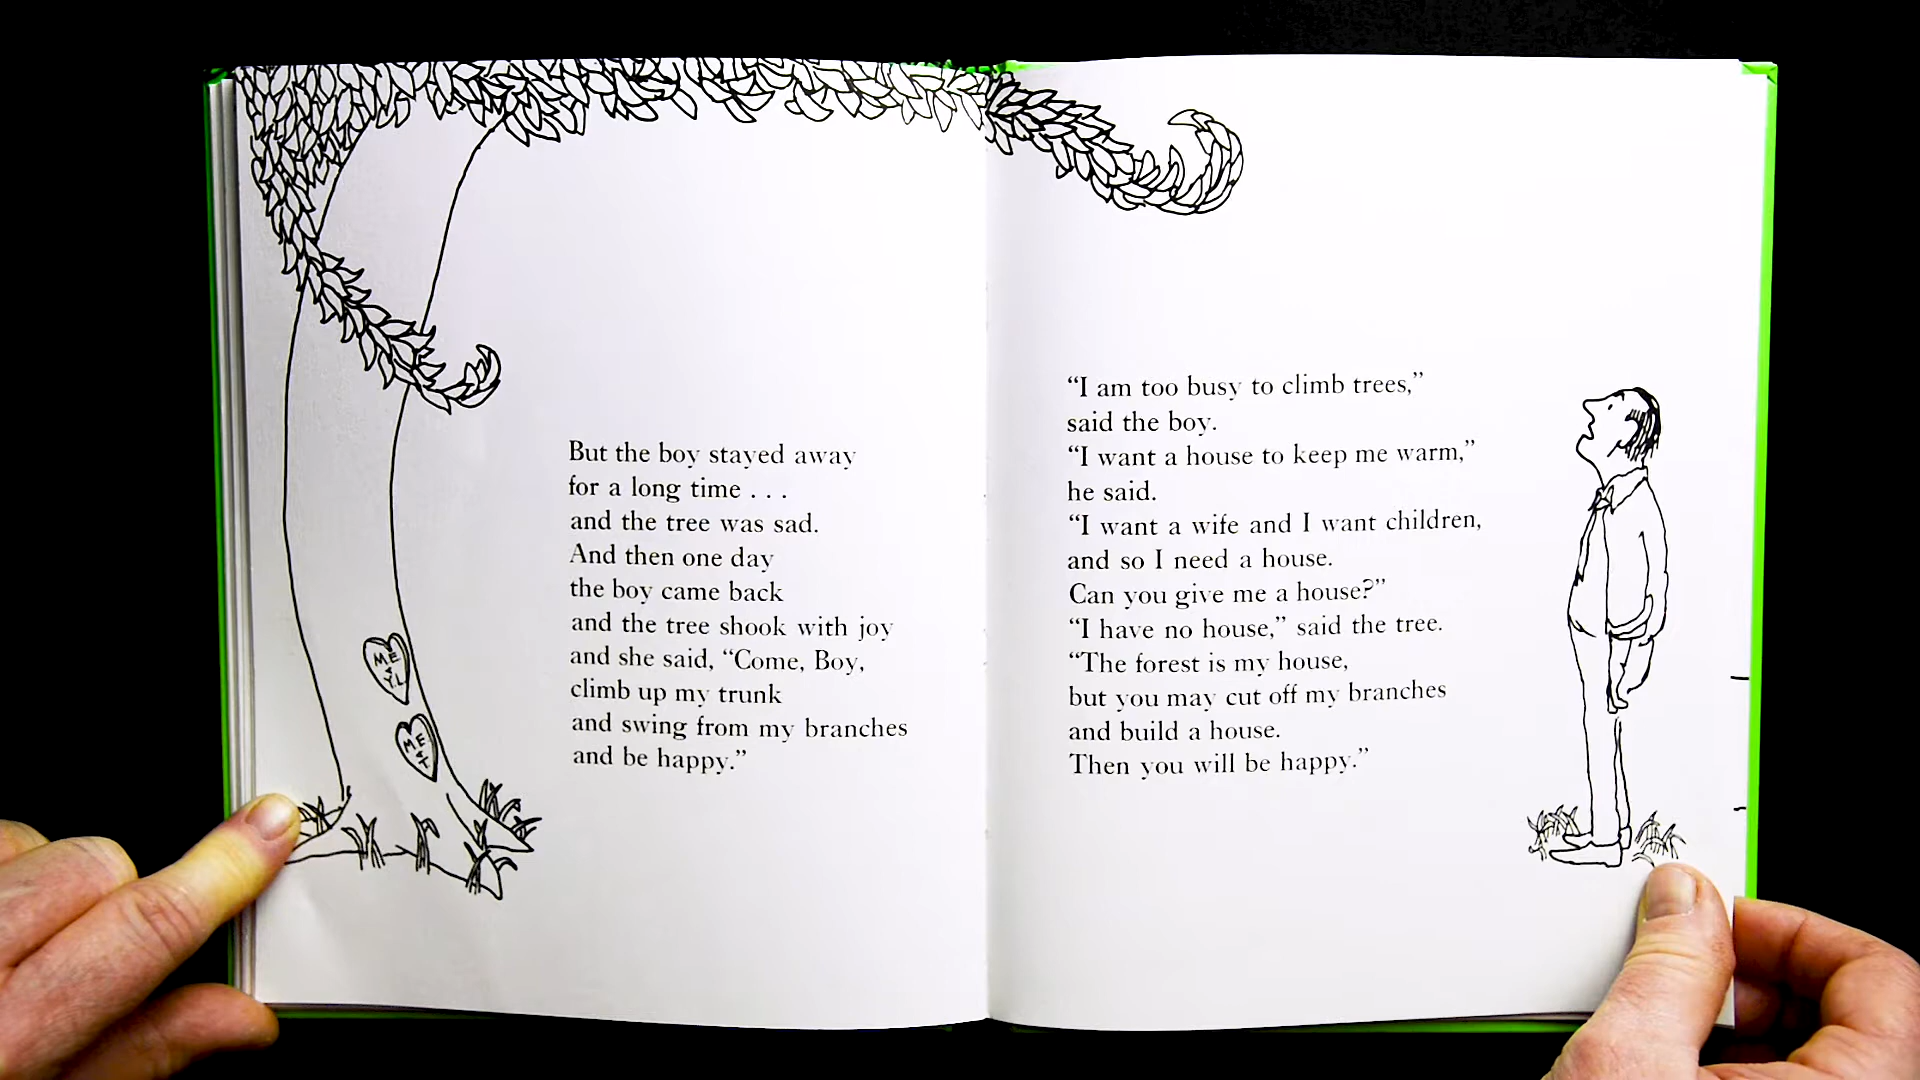 ME
+
Y.L.
ME
+
T
But the boy stayed away
for a long time . . .
and the tree was sad.
And then one day
the boy came back
and the tree shook with joy
and she said, “Come, Boy,
climb up my trunk
and swing from my branches
and be happy.”
“I am too busy to climb trees,”
said the boy.
“I want a house to keep me warm,”
he said.
“I want a wife and I want children,
and so I need a house.
Can you give me a house?”
“I have no house,” said the tree.
“The forest is my house,
but you may cut off my branches
and build a house.
Then you will be happy.”